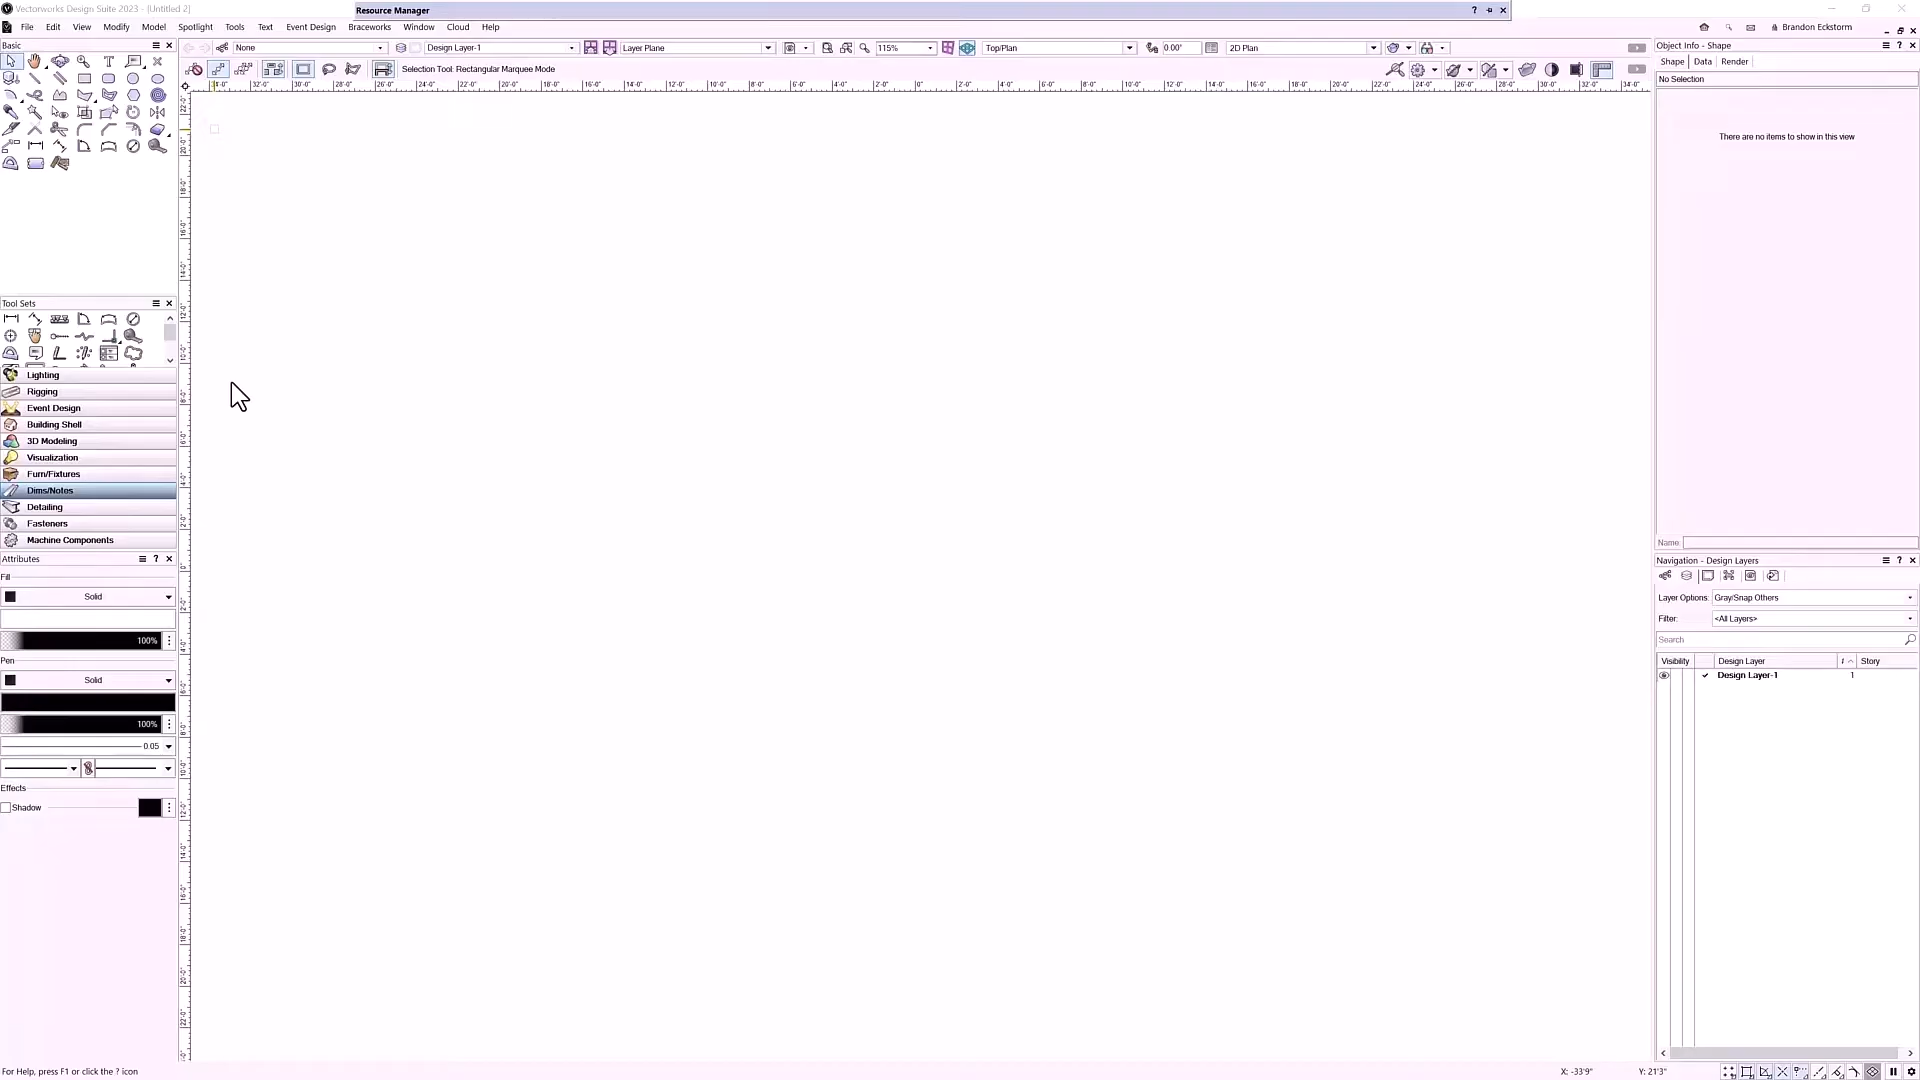 Vectorworks Design Suite 2023 - [Untitled 2]
Resource Manager
File Edit View Modify Model Spotlight Tools Text Event Design Braceworks Window Cloud Help
Brandon Eckstorm
Basic
None
Design Layer-1
Layer Plane
115%
Top/Plan
0.00°
2D Plan
Object Info - Shape
Shape Data Render
Selection Tool: Rectangular Marquee Mode
No Selection
There are no items to show in this view
Tool Sets
Lighting
Rigging
Event Design
Building Shell
3D Modeling
Visualization
Furn/Fixtures
Dims/Notes
Detailing
Fasteners
Machine Components
Attributes
Fill
Solid
100%
Pen
Solid
100%
0.05
Effects
Shadow
Name:
Navigation - Design Layers
Layer Options: Gray/Snap Others
Filter: <All Layers>
Search
Visibility Design Layer Story
Design Layer-1 1
For Help, press F1 or click the ? icon
X: -33'9" Y: 21'3"